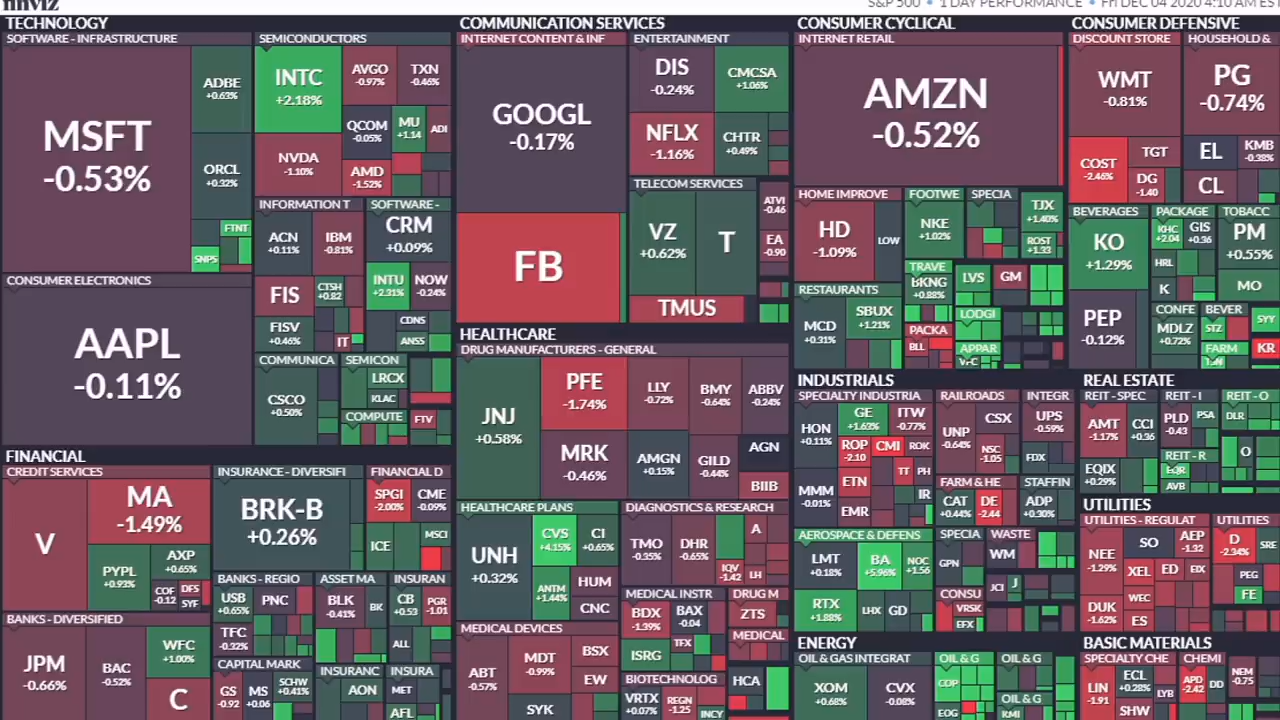 finviz
S&P 500 • 1 DAY PERFORMANCE • Fri DEC 04 2020 4:10 AM EST
TECHNOLOGY
SOFTWARE - INFRASTRUCTURE
MSFT
-0.53%
ADBE
+0.63%
ORCL
+0.32%
FTNT
SNPS
SEMICONDUCTORS
INTC
+2.18%
AVGO
-0.97%
TXN
-0.46%
QCOM
-0.05%
MU
+1.14
ADI
NVDA
-1.10%
AMD
-1.52%
INFORMATION T
ACN
+0.11%
IBM
-0.81%
FIS
CTSH
+0.82
FISV
+0.46%
IT
SOFTWARE -
CRM
+0.09%
INTU
+2.31%
NOW
-0.24%
CDNS
ANSS
CONSUMER ELECTRONICS
AAPL
-0.11%
COMMUNICA
CSCO
+0.50%
SEMICON
LRCX
KLAC
COMPUTE
FTV
FINANCIAL
CREDIT SERVICES
V
MA
-1.49%
PYPL
+0.93%
AXP
+0.65%
COF
-0.12
DFS
SYF
INSURANCE - DIVERSIFI
BRK-B
+0.26%
FINANCIAL D
SPGI
-2.00%
CME
-0.09%
ICE
MSCI
BANKS - REGIO
USB
+0.65%
PNC
TFC
-0.32%
ASSET MA
BLK
-0.41%
BK
INSURAN
CB
+0.53
PGR
-1.01
ALL
BANKS - DIVERSIFIED
JPM
-0.66%
BAC
-0.52%
WFC
+1.00%
C
CAPITAL MARK
GS
-0.92
MS
+0.06
SCHW
+0.41%
INSURANC
AON
INSURA
MET
AFL
COMMUNICATION SERVICES
INTERNET CONTENT & INF
GOOGL
-0.17%
FB
ENTERTAINMENT
DIS
-0.24%
CMCSA
+1.06%
NFLX
-1.16%
CHTR
+0.49%
TELECOM SERVICES
VZ
+0.62%
T
TMUS
ATVI
-0.46
EA
-0.90
HEALTHCARE
DRUG MANUFACTURERS - GENERAL
JNJ
+0.58%
PFE
-1.74%
LLY
-0.72%
BMY
-0.64%
ABBV
-0.24%
MRK
-0.46%
AMGN
+0.15%
GILD
-0.44%
AGN
BIIB
HEALTHCARE PLANS
UNH
+0.32%
CVS
+4.15%
CI
+0.65%
ANTM
+1.44%
HUM
CNC
DIAGNOSTICS & RESEARCH
TMO
-0.35%
DHR
-0.65%
A
IQV
-1.42
LH
MEDICAL DEVICES
ABT
-0.57%
MDT
-0.99%
BSX
EW
SYK
MEDICAL INSTR
BDX
-1.39%
BAX
-0.04
TFX
ISRG
DRUG M
ZTS
MEDICAL
BIOTECHNOLOG
VRTX
+0.07%
REGN
-1.25
INCY
HCA
CONSUMER CYCLICAL
INTERNET RETAIL
AMZN
-0.52%
HOME IMPROVE
HD
-1.09%
LOW
FOOTWE
NKE
+1.02%
SPECIA
TJX
+1.40%
ROST
+1.33
RESTAURANTS
MCD
+0.31%
SBUX
+1.21%
TRAVE
BKNG
+0.88%
LVS
GM
LODGI
PACKA
BLL
APPAR
VFC
CONSUMER DEFENSIVE
DISCOUNT STORE
WMT
-0.81%
COST
-2.46%
TGT
DG
-1.40
HOUSEHOLD &
PG
-0.74%
EL
KMB
-0.38%
CL
BEVERAGES
KO
+1.29%
PEP
-0.12%
PACKAGE
KHC
+2.04
GIS
+0.36
HRL
K
TOBACC
PM
+0.55%
MO
CONFE
MDLZ
+0.72%
BEVER
STZ
FARM
TSN
SYY
KR
INDUSTRIALS
SPECIALTY INDUSTRIA
HON
+0.11%
GE
+1.63%
ITW
-0.77%
ROP
-2.10
CMI
ROK
ETN
TT
PH
MMM
-0.01%
EMR
IR
RAILROADS
UNP
-0.64%
CSX
NSC
-1.05
INTEGR
UPS
-0.59%
FDX
FARM & HE
CAT
+0.44%
DE
-2.44
STAFFIN
ADP
+0.30%
AEROSPACE & DEFENS
LMT
+0.18%
BA
+5.96%
NOC
+1.56
RTX
+1.88%
LHX
GD
SPECIA
GPN
WASTE
WM
JCI
J
CONSU
VRSK
EFX
ENERGY
OIL & GAS INTEGRAT
XOM
+0.68%
CVX
-0.08%
OIL & G
COP
EOG
OIL & G
OIL & G
KMI
REAL ESTATE
REIT - SPEC
AMT
-1.17%
CCI
+0.36
EQIX
+0.29%
REIT - I
PLD
-0.43
PSA
REIT - R
EQR
AVB
REIT - O
DLR
O
UTILITIES
UTILITIES - REGULAT
NEE
-1.29%
SO
AEP
-1.32
XEL
ED
EIX
WEC
DUK
-1.62%
ES
UTILITIES
D
-2.34%
SRE
PEG
FE
BASIC MATERIALS
SPECIALTY CHE
LIN
-1.91
ECL
+0.28%
LYB
SHW
CHEMI
APD
-2.42
DD
NEM
-0.75